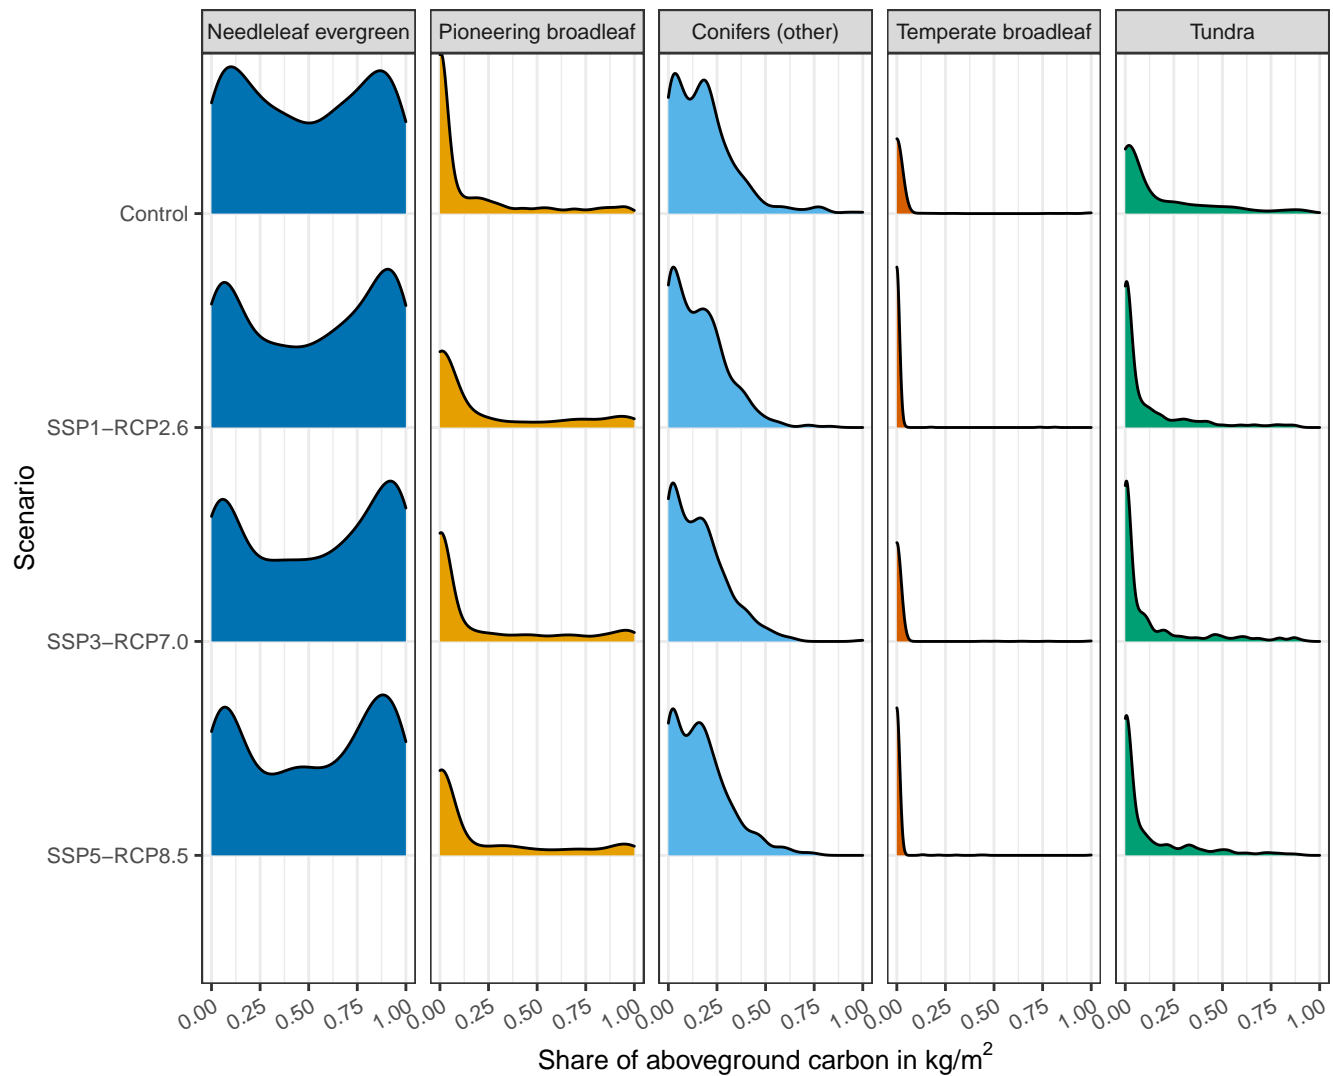 Needleleaf evergreen Pioneering broadleaf Conifers (other) Temperate broadleaf Tundra
Scenario
Control
SSP1−RCP2.6
SSP3−RCP7.0
SSP5−RCP8.5
0.00 0.25 0.50 0.75 1.00 0.00 0.25 0.50 0.75 1.00 0.00 0.25 0.50 0.75 1.00 0.00 0.25 0.50 0.75 1.00 0.00 0.25 0.50 0.75 1.00
Share of aboveground carbon in kg/m²